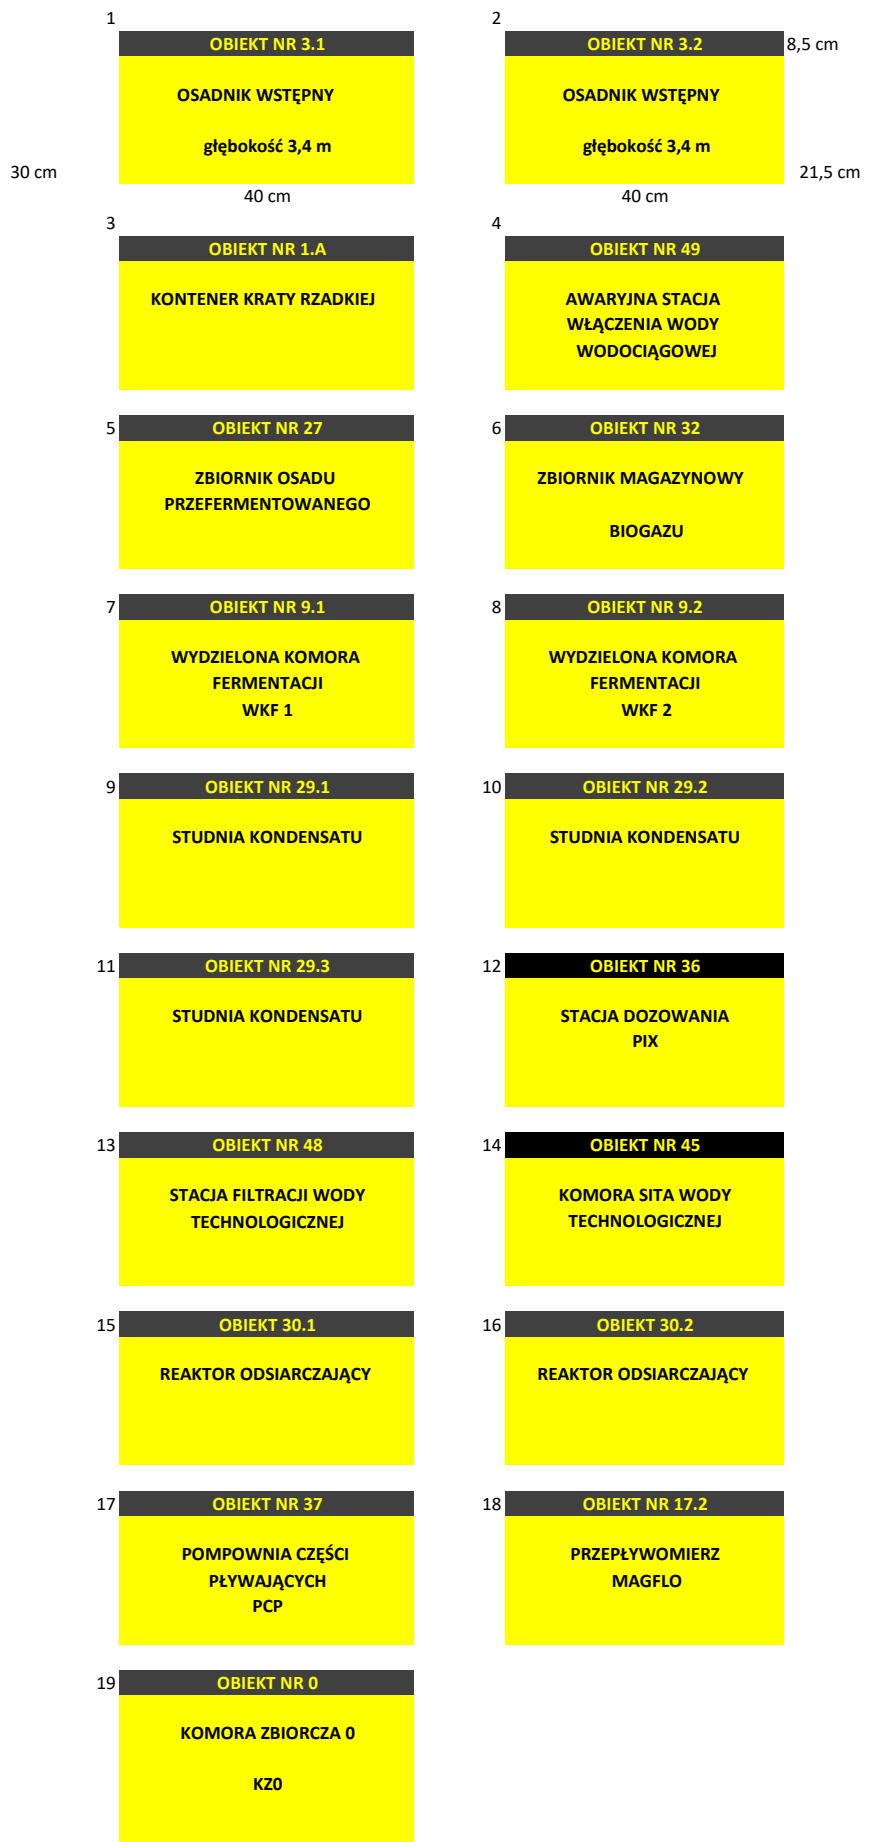 1 2
OBIEKT NR 3.1 OBIEKT NR 3.2 8,5 cm
OSADNIK WSTĘPNY OSADNIK WSTĘPNY
głębokość 3,4 m głębokość 3,4 m
30 cm 21,5 cm
40 cm 40 cm
3 4
OBIEKT NR 1.A OBIEKT NR 49
KONTENER KRATY RZADKIEJ AWARYJNA STACJA
WŁĄCZENIA WODY
WODOCIĄGOWEJ
5 OBIEKT NR 27 6 OBIEKT NR 32
ZBIORNIK OSADU ZBIORNIK MAGAZYNOWY
PRZEFERMENTOWANEGO
BIOGAZU
7 OBIEKT NR 9.1 8 OBIEKT NR 9.2
WYDZIELONA KOMORA WYDZIELONA KOMORA
FERMENTACJI FERMENTACJI
WKF 1 WKF 2
9 OBIEKT NR 29.1 10 OBIEKT NR 29.2
STUDNIA KONDENSATU STUDNIA KONDENSATU
11 OBIEKT NR 29.3 12 OBIEKT NR 36
STUDNIA KONDENSATU STACJA DOZOWANIA
PIX
13 OBIEKT NR 48 14 OBIEKT NR 45
STACJA FILTRACJI WODY KOMORA SITA WODY
TECHNOLOGICZNEJ TECHNOLOGICZNEJ
15 OBIEKT 30.1 16 OBIEKT 30.2
REAKTOR ODSIARCZAJĄCY REAKTOR ODSIARCZAJĄCY
17 OBIEKT NR 37 18 OBIEKT NR 17.2
POMPOWNIA CZĘŚCI PRZEPŁYWOMIERZ
PŁYWAJĄCYCH MAGFLO
PCP
19 OBIEKT NR 0
KOMORA ZBIORCZA 0
KZ0